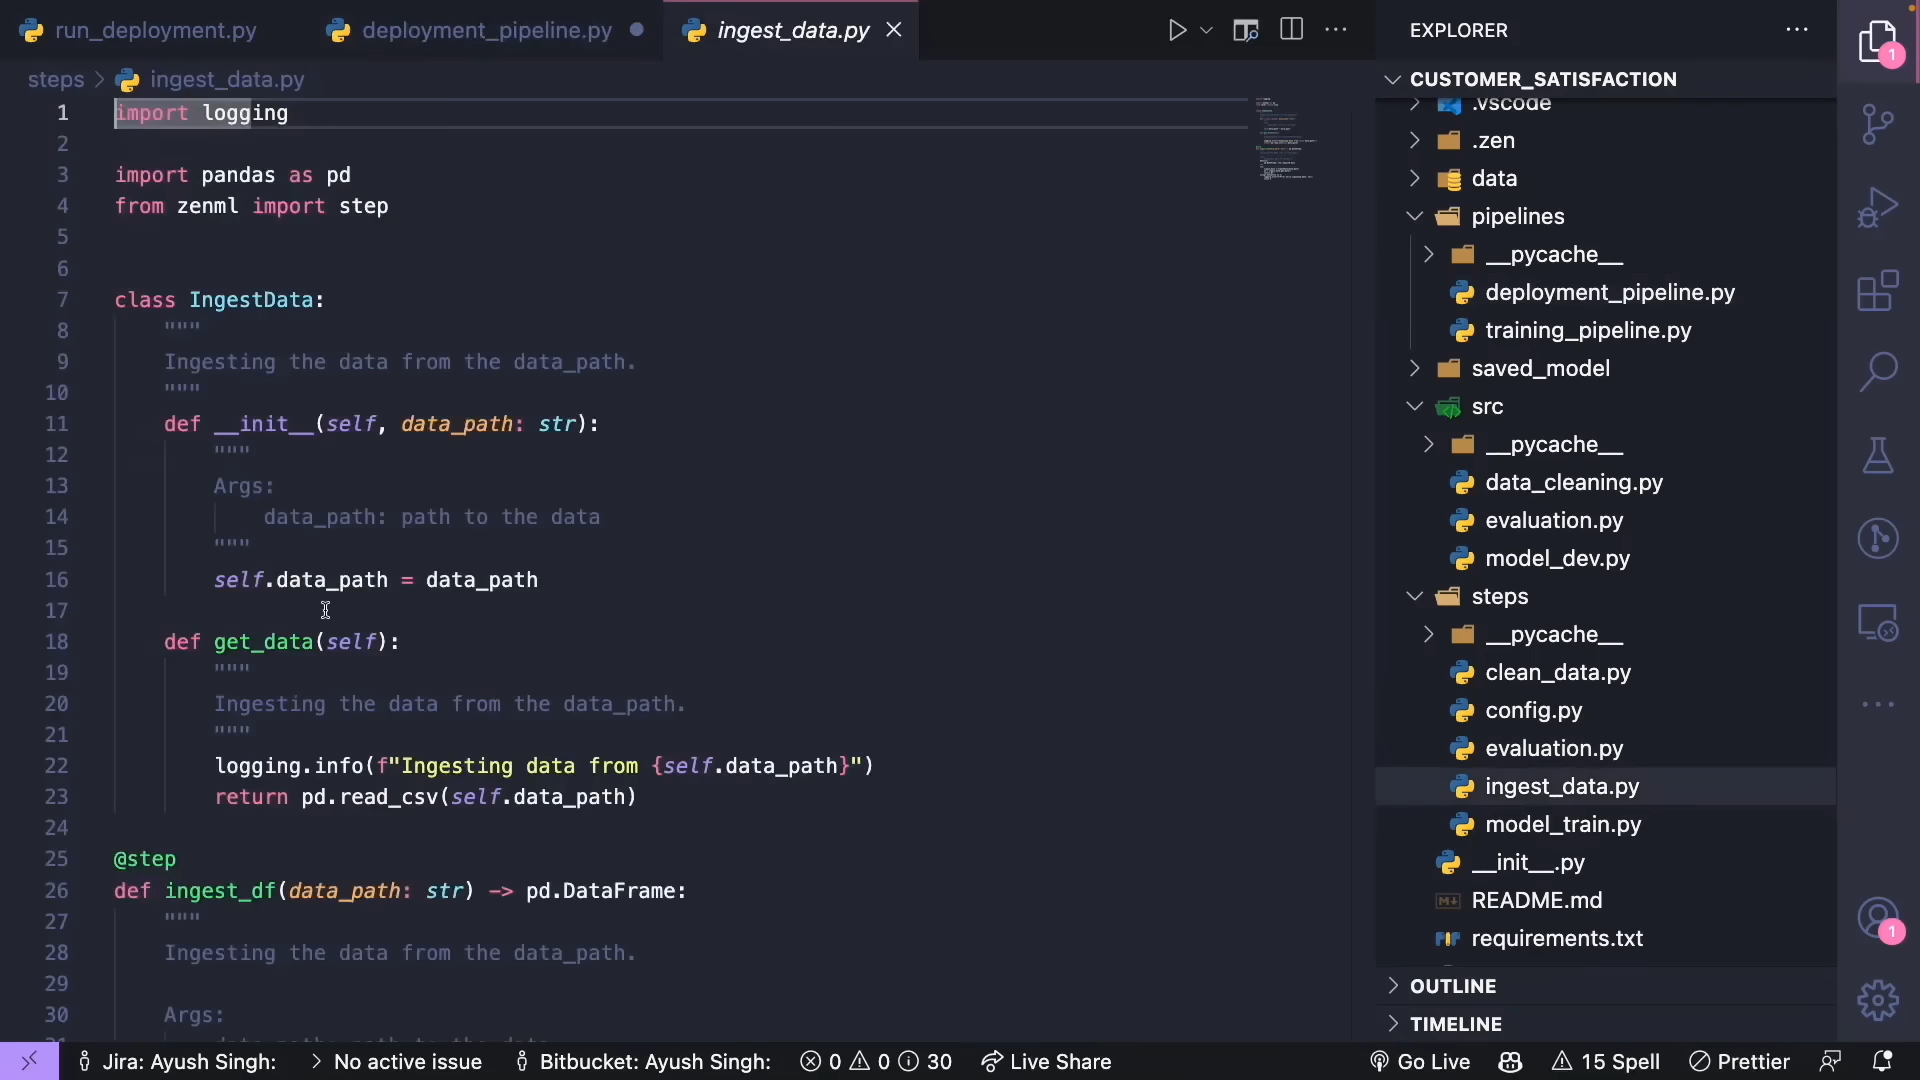 run_deployment.py
deployment_pipeline.py
ingest_data.py
EXPLORER
1
steps > ingest_data.py
CUSTOMER_SATISFACTION
1 import logging
2
3 import pandas as pd
4 from zenml import step
5
6
7 class IngestData:
8 """
9 Ingesting the data from the data_path.
10 """
11 def __init__(self, data_path: str):
12 """
13 Args:
14 data_path: path to the data
15 """
16 self.data_path = data_path
17
18 def get_data(self):
19 """
20 Ingesting the data from the data_path.
21 """
22 logging.info(f"Ingesting data from {self.data_path}")
23 return pd.read_csv(self.data_path)
24
25 @step
26 def ingest_df(data_path: str) -> pd.DataFrame:
27 """
28 Ingesting the data from the data_path.
29
30 Args:
.vscode
.zen
data
pipelines
__pycache__
deployment_pipeline.py
training_pipeline.py
saved_model
src
__pycache__
data_cleaning.py
evaluation.py
model_dev.py
steps
__pycache__
clean_data.py
config.py
evaluation.py
ingest_data.py
model_train.py
__init__.py
README.md
requirements.txt
OUTLINE
TIMELINE
1
Jira: Ayush Singh:
> No active issue
Bitbucket: Ayush Singh:
0 0 30
Live Share
Go Live
15 Spell
Prettier